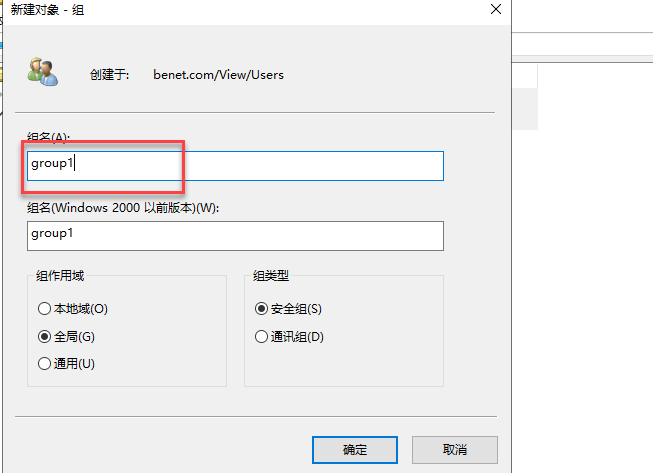 新建对象 - 组
创建于: benet.com/View/Users
组名(A):
group1
组名(Windows 2000 以前版本)(W):
group1
组作用域
本地域(O)
全局(G)
通用(U)
组类型
安全组(S)
通讯组(D)
确定
取消